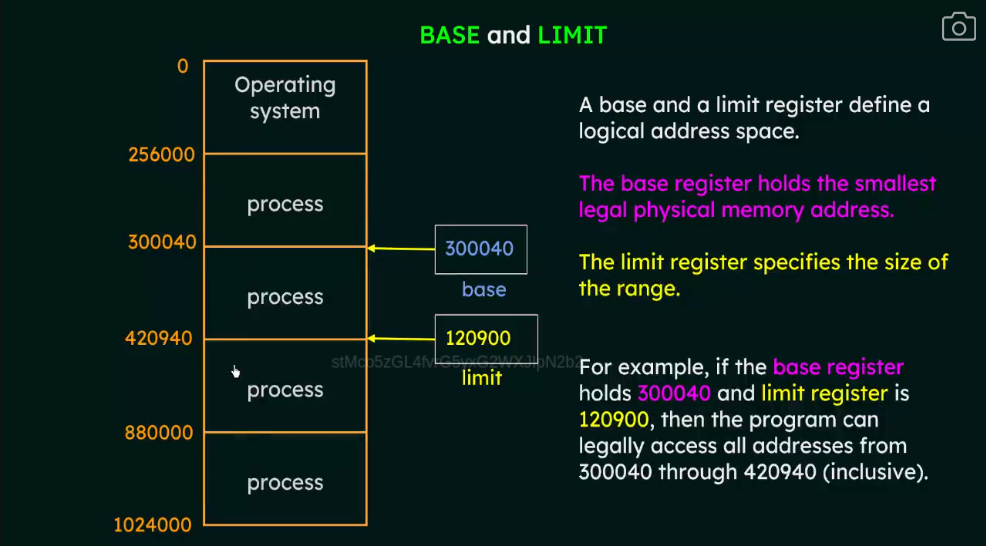 BASE and LIMIT
0
Operating
system
256000
process
300040
300040
base
process
420940
120900
limit
process
880000
process
1024000
A base and a limit register define a
logical address space.
The base register holds the smallest
legal physical memory address.
The limit register specifies the size of
the range.
For example, if the base register
holds 300040 and limit register is
120900, then the program can
legally access all addresses from
300040 through 420940 (inclusive).